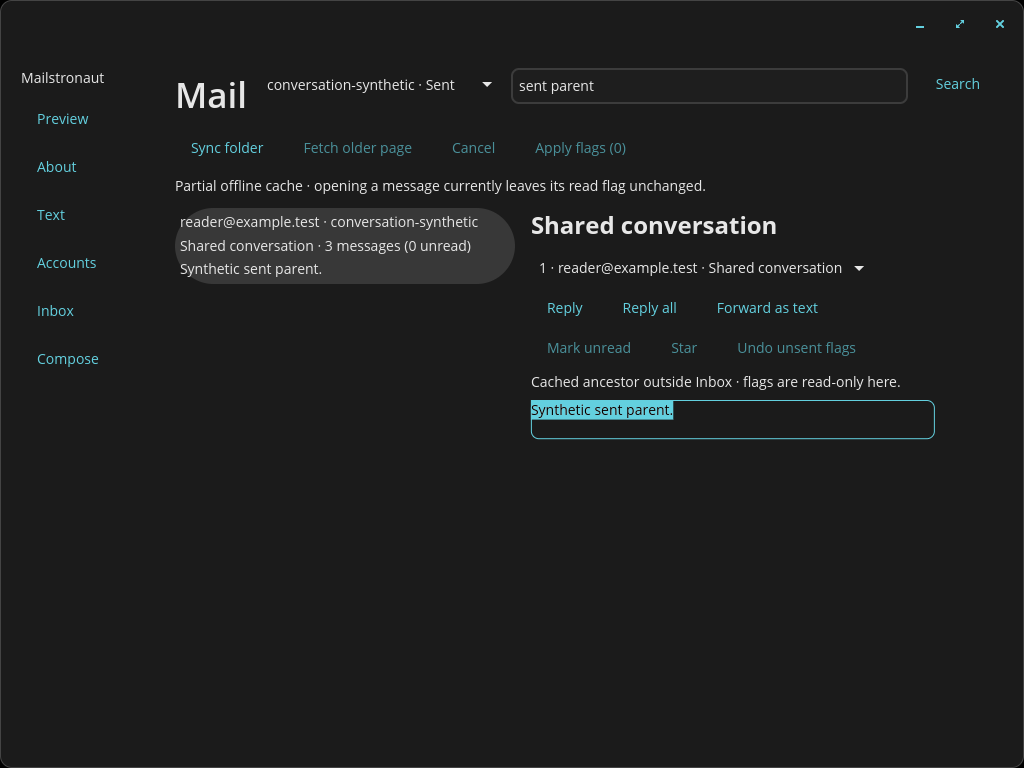 Mailstronaut
Preview
About
Text
Accounts
Inbox
Compose
Mail
conversation-synthetic · Sent
sent parent
Search
Sync folder
Fetch older page
Cancel
Apply flags (0)
Partial offline cache · opening a message currently leaves its read flag unchanged.
reader@example.test · conversation-synthetic
Shared conversation · 3 messages (0 unread)
Synthetic sent parent.
Shared conversation
1 · reader@example.test · Shared conversation
Reply
Reply all
Forward as text
Mark unread
Star
Undo unsent flags
Cached ancestor outside Inbox · flags are read-only here.
Synthetic sent parent.